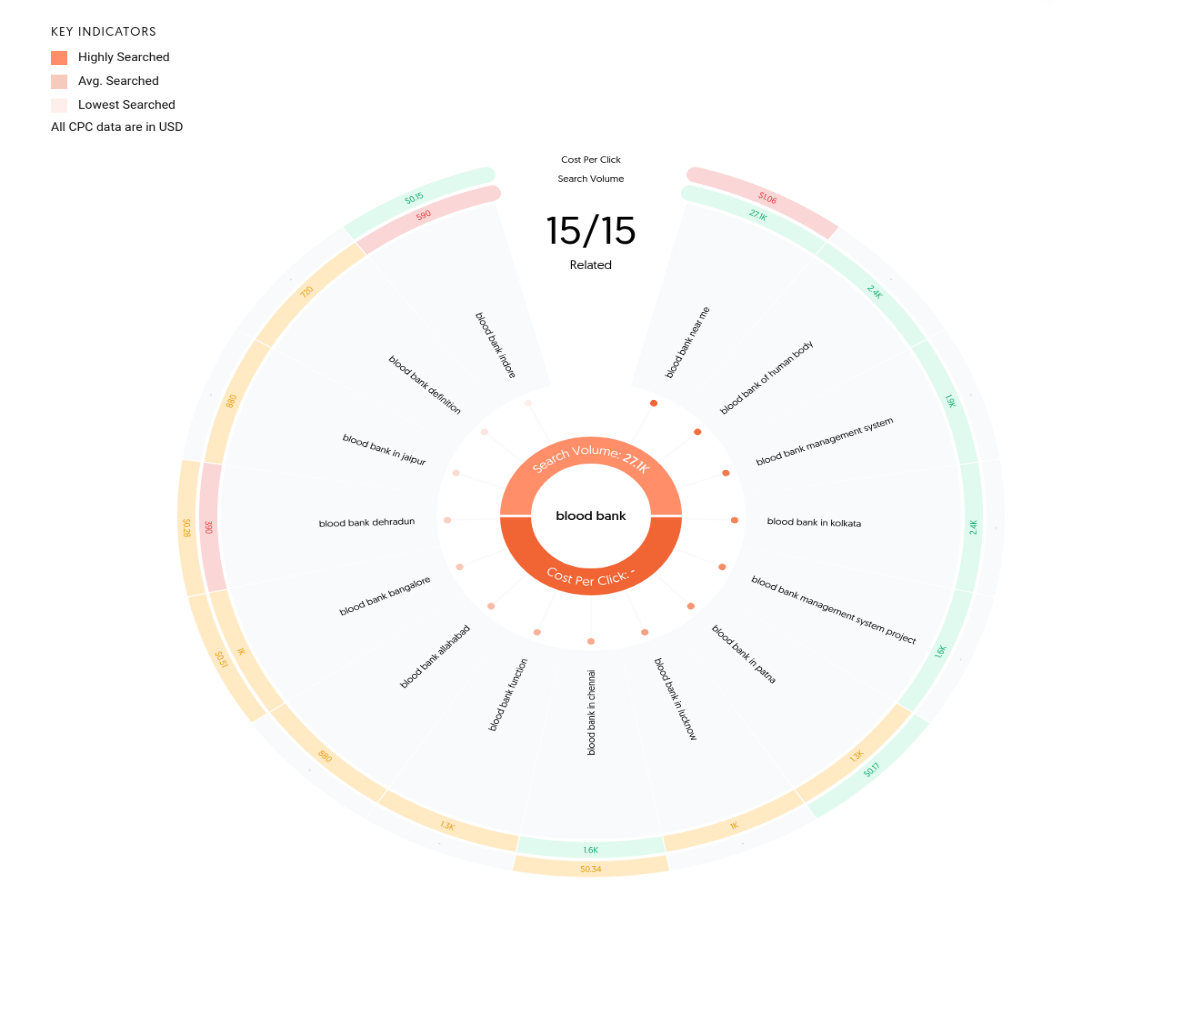 KEY INDICATORS
Highly Searched
Avg. Searched
Lowest Searched
All CPC data are in USD
Cost Per Click
Search Volume
15/15
Related
$1.06
27.1K
blood bank near me
2.4K
blood bank of human body
1.9K
blood bank management system
2.4K
blood bank in kolkata
1.6K
blood bank management system project
$0.17
1.3K
blood bank in patna
1K
blood bank in lucknow
$0.34
1.6K
blood bank in chennai
1.3K
blood bank function
880
blood bank allahabad
$0.51
1K
blood bank bangalore
$0.28
390
blood bank dehradun
880
blood bank in jaipur
720
blood bank definition
$0.15
590
blood bank indore
Search Volume: 27.1K
blood bank
Cost Per Click: -